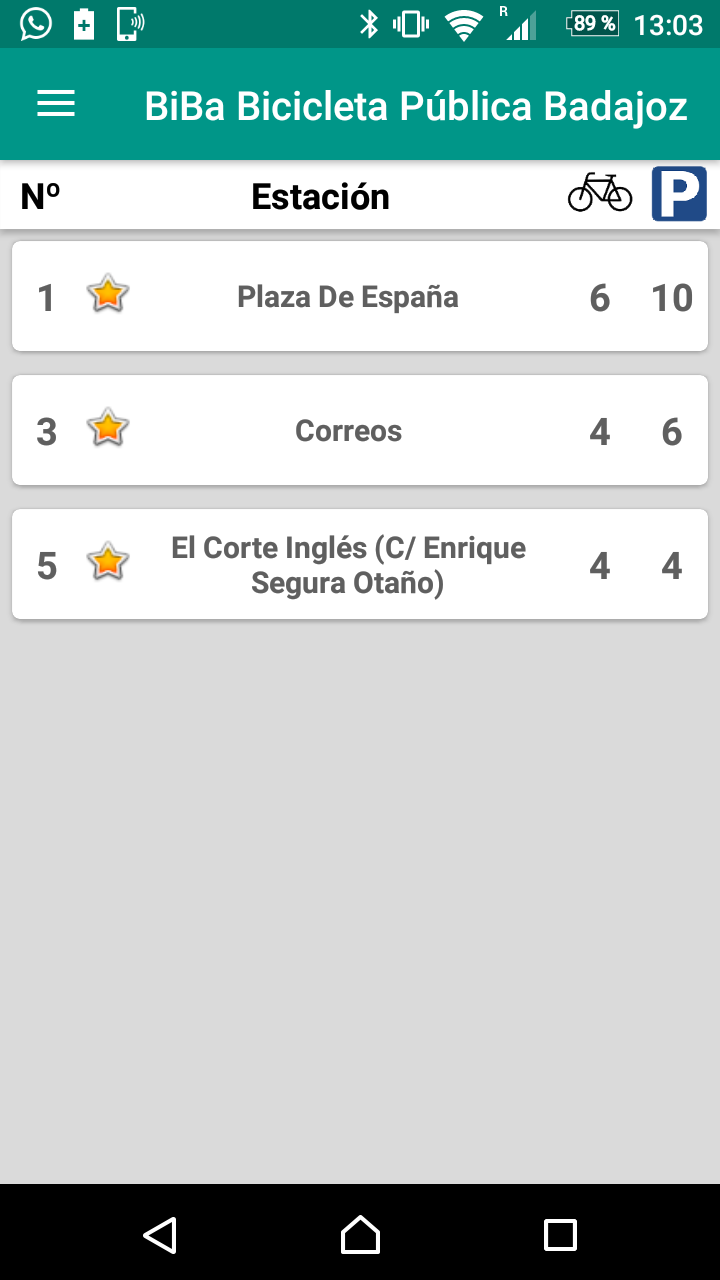 R 89 % 13:03
BiBa Bicicleta Pública Badajoz
Nº Estación P
1 Plaza De España 6 10
3 Correos 4 6
5 El Corte Inglés (C/ Enrique
Segura Otaño) 4 4